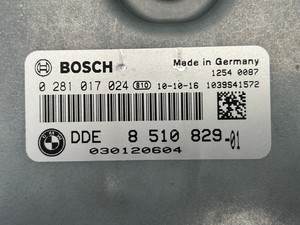 BOSCH
Made in Germany
1254 0087
0 281 017 024 810 10-10-16 1039S41572
DDE 8 510 829-01
030120604